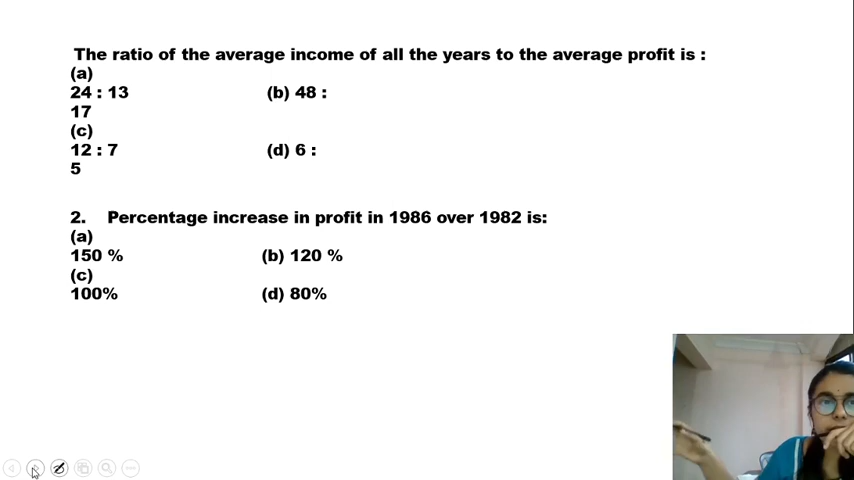 The ratio of the average income of all the years to the average profit is :
(a)
24 : 13 (b) 48 :
17
(c)
12 : 7 (d) 6 :
5
2. Percentage increase in profit in 1986 over 1982 is:
(a)
150 % (b) 120 %
(c)
100% (d) 80%